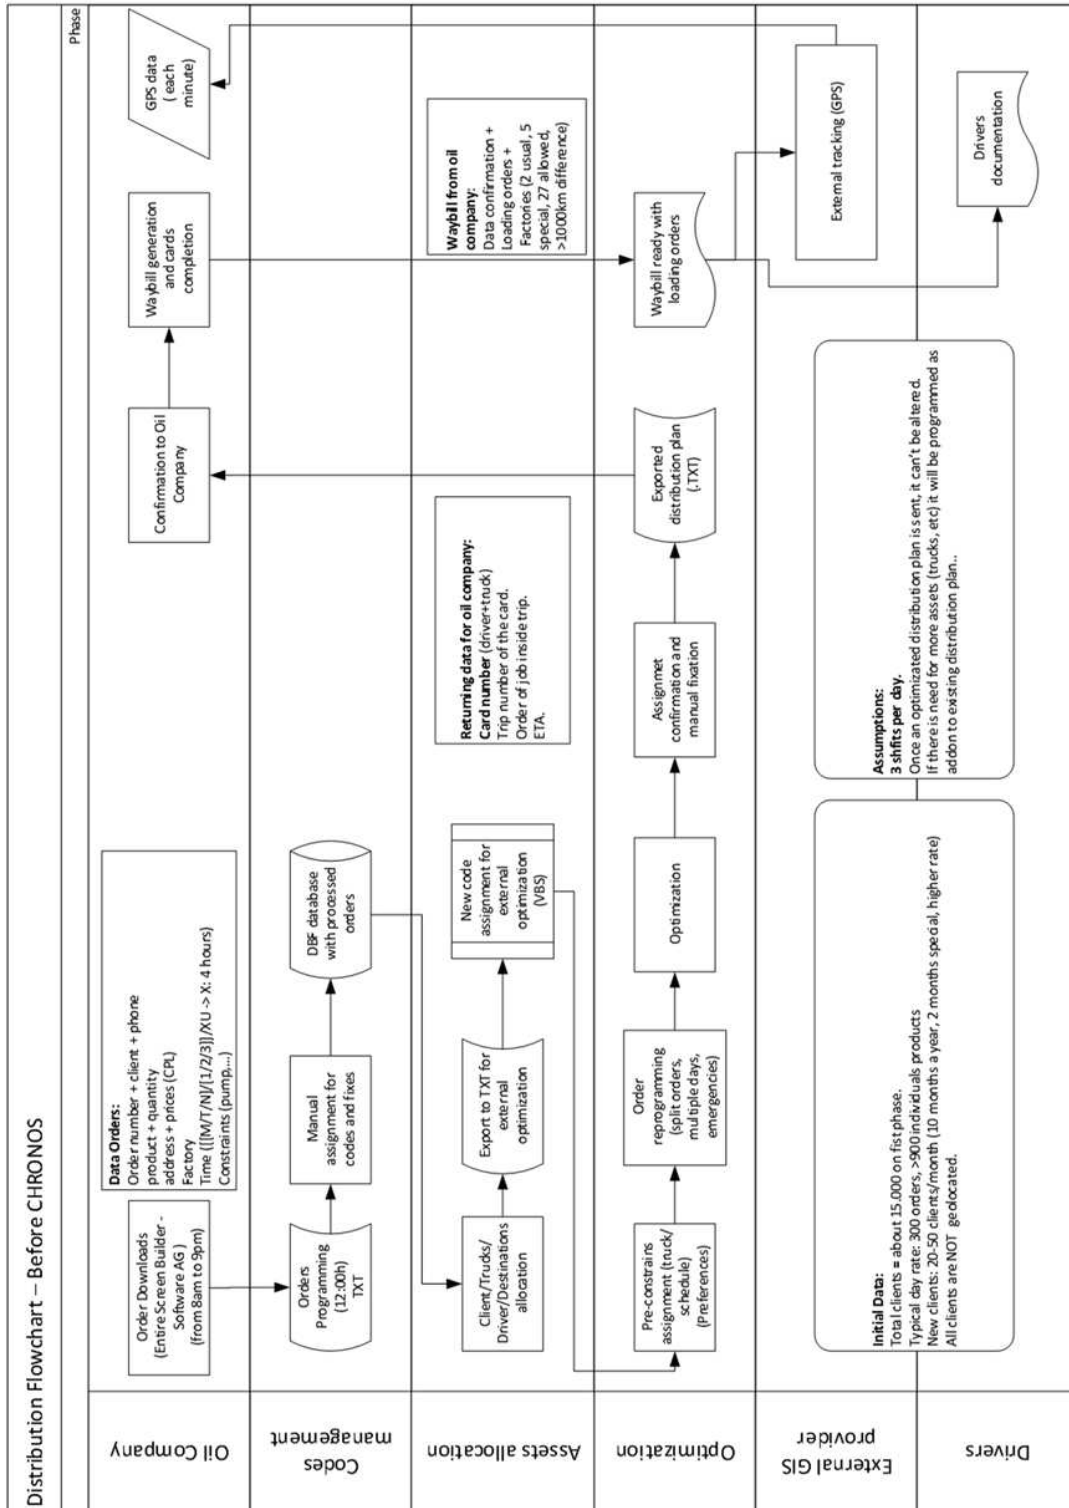 Distribution Flowchart – Before CHRONOS
Phase
Oil Company
Order Downloads
(Entire Screen Builder -
Software AG )
(from 8am to 9pm)
Data Orders:
Order number + client + phone
product + quantity
address + prices (CPL)
Factory
Time ([[M/T/N]/[1/2/3]]/XU -> X: 4 hours)
Constraints (pump,...)
Confirmation to Oil
Company
Waybill generation
and cards
completion
GPS data
( each
minute)
Codes
management
Orders
Programming
(12:00h)
TXT
Manual
assignment for
codes and fixes
DBF database
with processed
orders
Assets allocation
Client/Trucks/
Driver/Destinations
allocation
Export to TXT for
external
optimization
New code
assignment for
external
optimization
(VBS)
Returning data for oil company:
Card number (driver+truck)
Trip number of the card.
Order of job inside trip.
ETA.
Waybill from oil
company:
Data confirmation +
Loading orders +
Factories (2 usual, 5
special, 27 allowed,
>1000km difference)
Optimization
Pre-constrains
assignment (truck/
schedule)
(Preferences)
Order
reprogramming
(split orders,
multiple days,
emergencies)
Optimization
Assignmet
confirmation and
manual fixation
Exported
distribution plan
(.TXT)
Waybill ready with
loading orders
External GIS
provider
External tracking (GPS)
Initial Data:
Total clients = about 15.000 on fist phase.
Typical day rate: 300 orders, >900 individuals products
New clients: 20-50 clients/month (10 months a year, 2 months special, higher rate)
All clients are NOT geolocated.
Assumptions:
3 shfits per day.
Once an optimizated distribution plan is sent, it can't be altered.
If there is need for more assets (trucks, etc) it will be programmed as
addon to existing distribution plan..
Drivers
Drivers
documentation